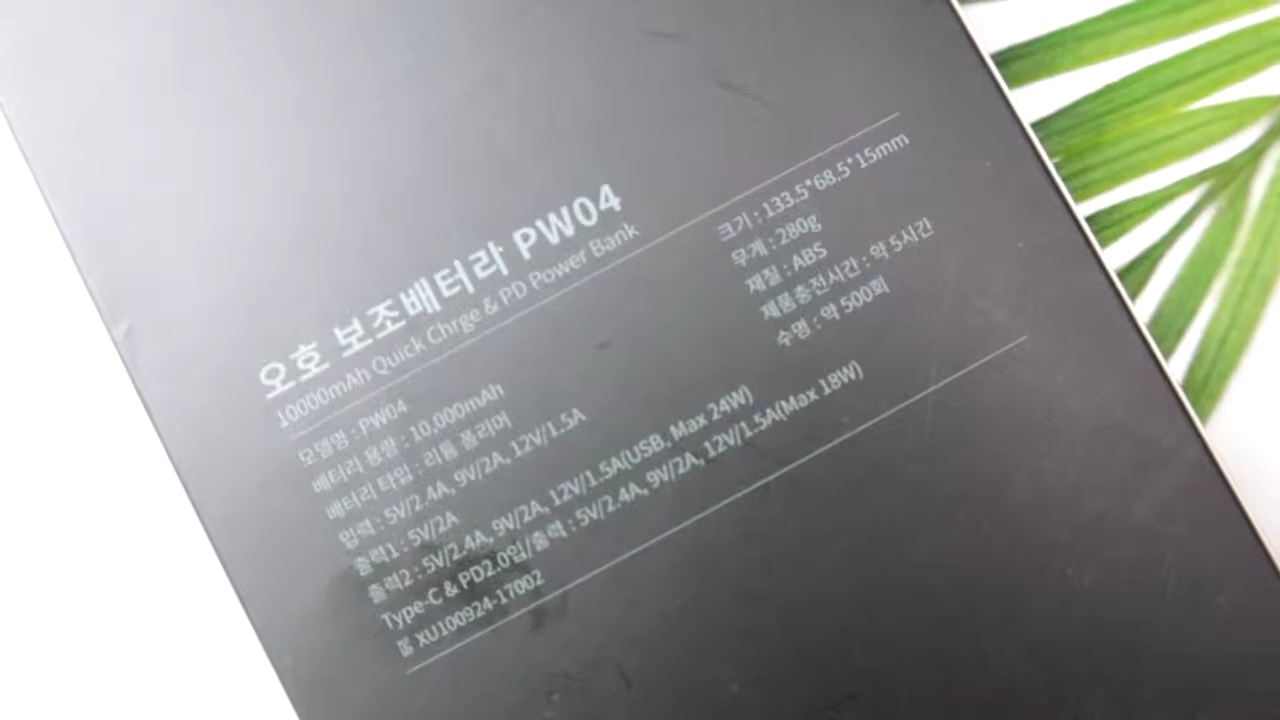 오호 보조배터리 PW04
10000mAh Quick Chrge & PD Power Bank
모델명 : PW04
배터리 용량 : 10,000mAh
배터리 타입 : 리튬 폴리머
입력 : 5V/2.4A, 9V/2A, 12V/1.5A
출력1 : 5V/2A
출력2 : 5V/2.4A, 9V/2A, 12V/1.5A(USB, Max 24W)
Type-C & PD2.0입/출력 : 5V/2.4A, 9V/2A, 12V/1.5A(Max 18W)
XU100924-17002
크기 : 133.5*68.5*15mm
무게 : 280g
재질 : ABS
제품충전시간 : 약 5시간
수명 : 약 500회